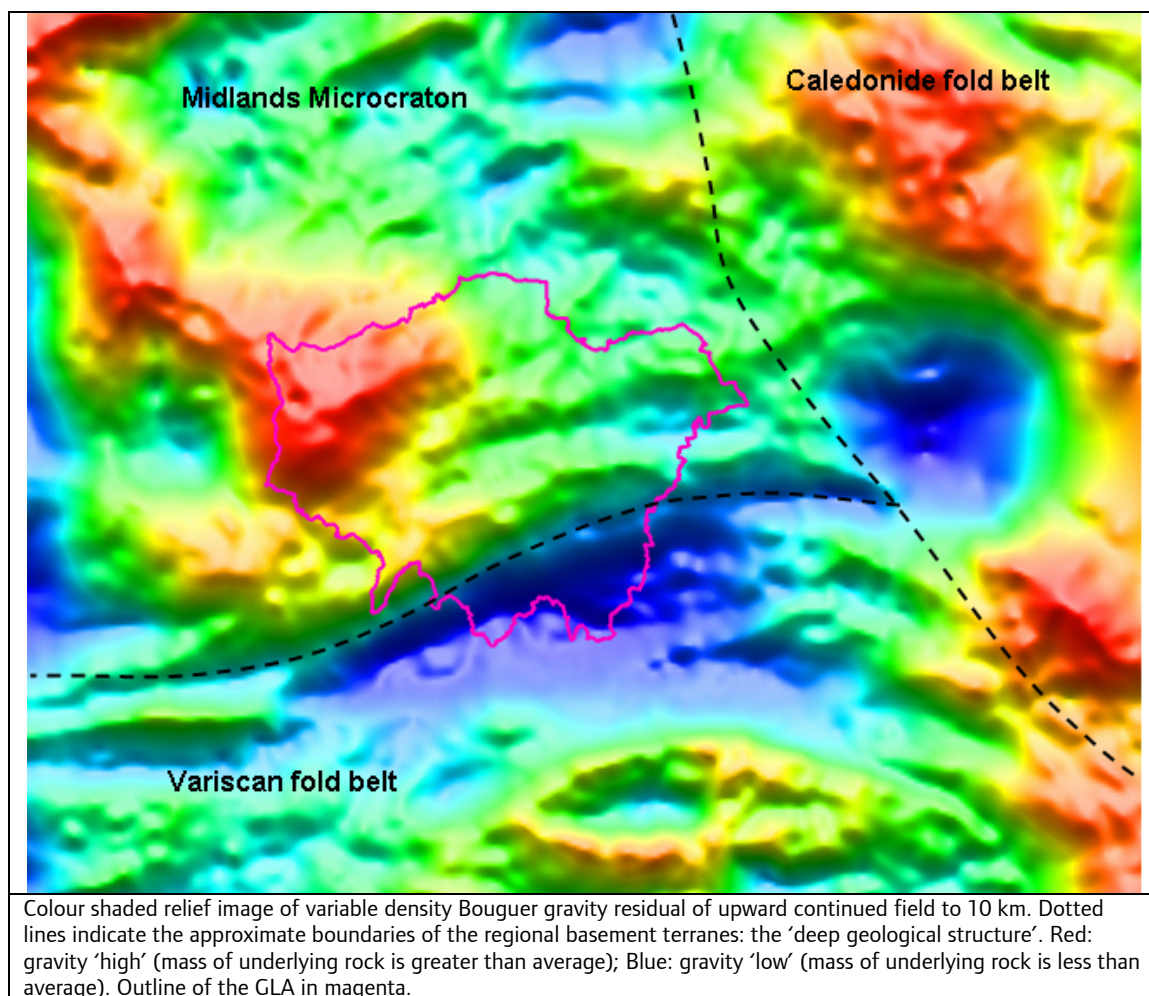 Midlands Microcraton
Caledonide fold belt
Variscan fold belt
Colour shaded relief image of variable density Bouguer gravity residual of upward continued field to 10 km. Dotted
lines indicate the approximate boundaries of the regional basement terranes: the ‘deep geological structure’. Red:
gravity ‘high’ (mass of underlying rock is greater than average); Blue: gravity ‘low’ (mass of underlying rock is less than
average). Outline of the GLA in magenta.